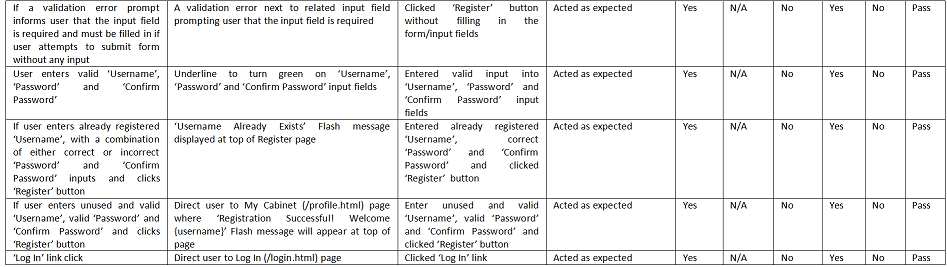 If a validation error prompt informs user that the input field is required and must be filled in if user attempts to submit form without any input
A validation error next to related input field prompting user that the input field is required
Clicked 'Register' button without filling in the form/input fields
Acted as expected
Yes
N/A
No
Yes
No
Pass
User enters valid 'Username', 'Password' and 'Confirm Password'
Underline to turn green on 'Username', 'Password' and 'Confirm Password' input fields
Entered valid input into 'Username', 'Password' and 'Confirm Password' input fields
Acted as expected
Yes
N/A
No
Yes
No
Pass
If user enters already registered 'Username', with a combination of either correct or incorrect 'Password' and 'Confirm Password' inputs and clicks 'Register' button
'Username Already Exists' Flash message displayed at top of Register page
Entered already registered 'Username', correct 'Password' and 'Confirm Password' and clicked 'Register' button
Acted as expected
Yes
N/A
No
Yes
No
Pass
If user enters unused and valid 'Username', valid 'Password' and 'Confirm Password' and clicks 'Register' button
Direct user to My Cabinet (/profile.html) page where 'Registration Successful! Welcome {username}' Flash message will appear at top of page
Enter unused and valid 'Username', valid 'Password' and 'Confirm Password' and clicked 'Register' button
Acted as expected
Yes
N/A
No
Yes
No
Pass
'Log In' link click
Direct user to Log In (/login.html) page
Clicked 'Log In' link
Acted as expected
Yes
N/A
No
Yes
No
Pass